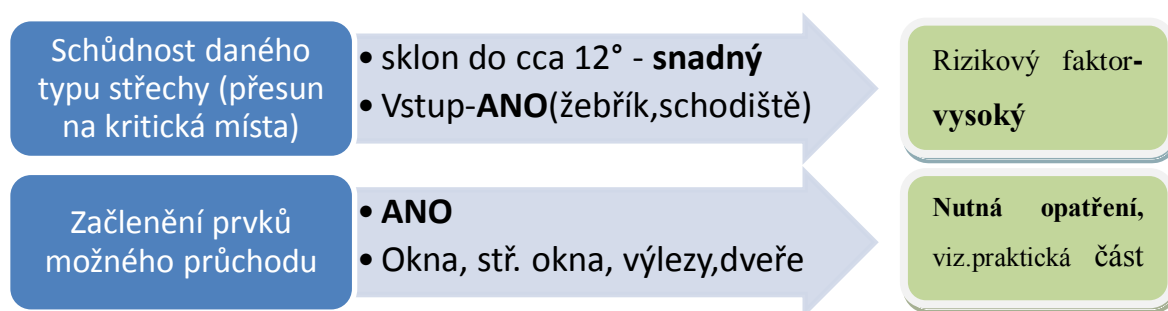 Schůdnost daného
typu střechy (přesun
na kritická místa)
• sklon do cca 12° - snadný
• Vstup-ANO(žebřík,schodiště)
Rizikový faktor-
vysoký
Začlenění prvků
možného průchodu
• ANO
• Okna, stř. okna, výlezy,dveře
Nutná opatření,
viz.praktická část